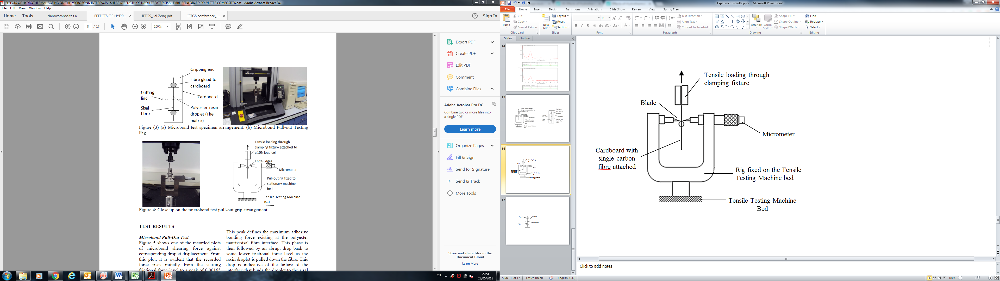 EFFECTS OF HYDROTHERMAL AGEING ON THE MICROBOND INTERFACIAL SHEAR STRENGTH OF NAOH TREATED SISAL FIBRE REINFORCED POLYESTER COMPOSITES.pdf - Adobe Acrobat Reader DC
File Edit View Window Help
Home Tools
Nanocomposites a...
EFFECTS OF HYDR...
IFTGS_Lei Zeng.pdf
IFTGS conference_L...
Sign In
8 / 17
100%
Gripping end
Fibre glued to
cardboard
Cutting
line
Cardboard
Sisal
fibre
Polyester resin
droplet (The
matrix)
Figure (3) (a) Microbond test specimen arrangement. (b) Microbond Pull-out Testing
Rig.
Tensile loading through
clamping fixture attached to
a 10N load cell
Knife-Edges
Micrometer
Pull-out rig fixed to
stationary machine
bed
Tensile Testing Machine
Bed
Figure 4: Close up on the microbond test pull-out grip arrangement.
TEST RESULTS
Microbond Pull-Out Test
Figure 5 shows one of the recorded plots
of microbond shearing force against
corresponding droplet displacement. From
this plot, it is evident that the recorded
force rises initially from the starting
frictional force level to a peak of 0.00165
This peak defines the maximum adhesive
bonding force existing at the polyester
matrix/sisal fibre interface. This phase is
then followed by an abrupt drop back to
some lower frictional force level as the
resin droplet is pulled down the fibre. This
drop is indicative of the failure of the
interface that binds the droplet to the sisal
Export PDF
Create PDF
Edit PDF
Comment
Combine Files
Adobe Acrobat Pro DC
Combine two or more files into
a single PDF
Learn more
Organize Pages
Fill & Sign
Send for Signature
Send & Track
More Tools
Store and share files in the
Document Cloud
Learn More
CH
22:51
23/05/2018
Experiment results.pptx - Microsoft PowerPoint
File Home Insert Design Transitions Animations Slide Show Review View iSpring Free
Paste
Cut
Copy
Format Painter
Clipboard
New
Slide
Layout
Reset
Section
Slides
11
Font
Text Direction
Align Text
Convert to SmartArt
Paragraph
Arrange
Quick
Styles
Shape Fill
Shape Outline
Shape Effects
Drawing
Find
Replace
Select
Editing
Slides Outline
14
15
16
17
Tensile loading through
clamping fixture
Blade
Micrometer
Cardboard with
single carbon
fibre attached
Rig fixed on the Tensile
Testing Machine bed
Tensile Testing Machine
Bed
Click to add notes
Slide 16 of 17
"Office Theme"
English (U.K.)
180%